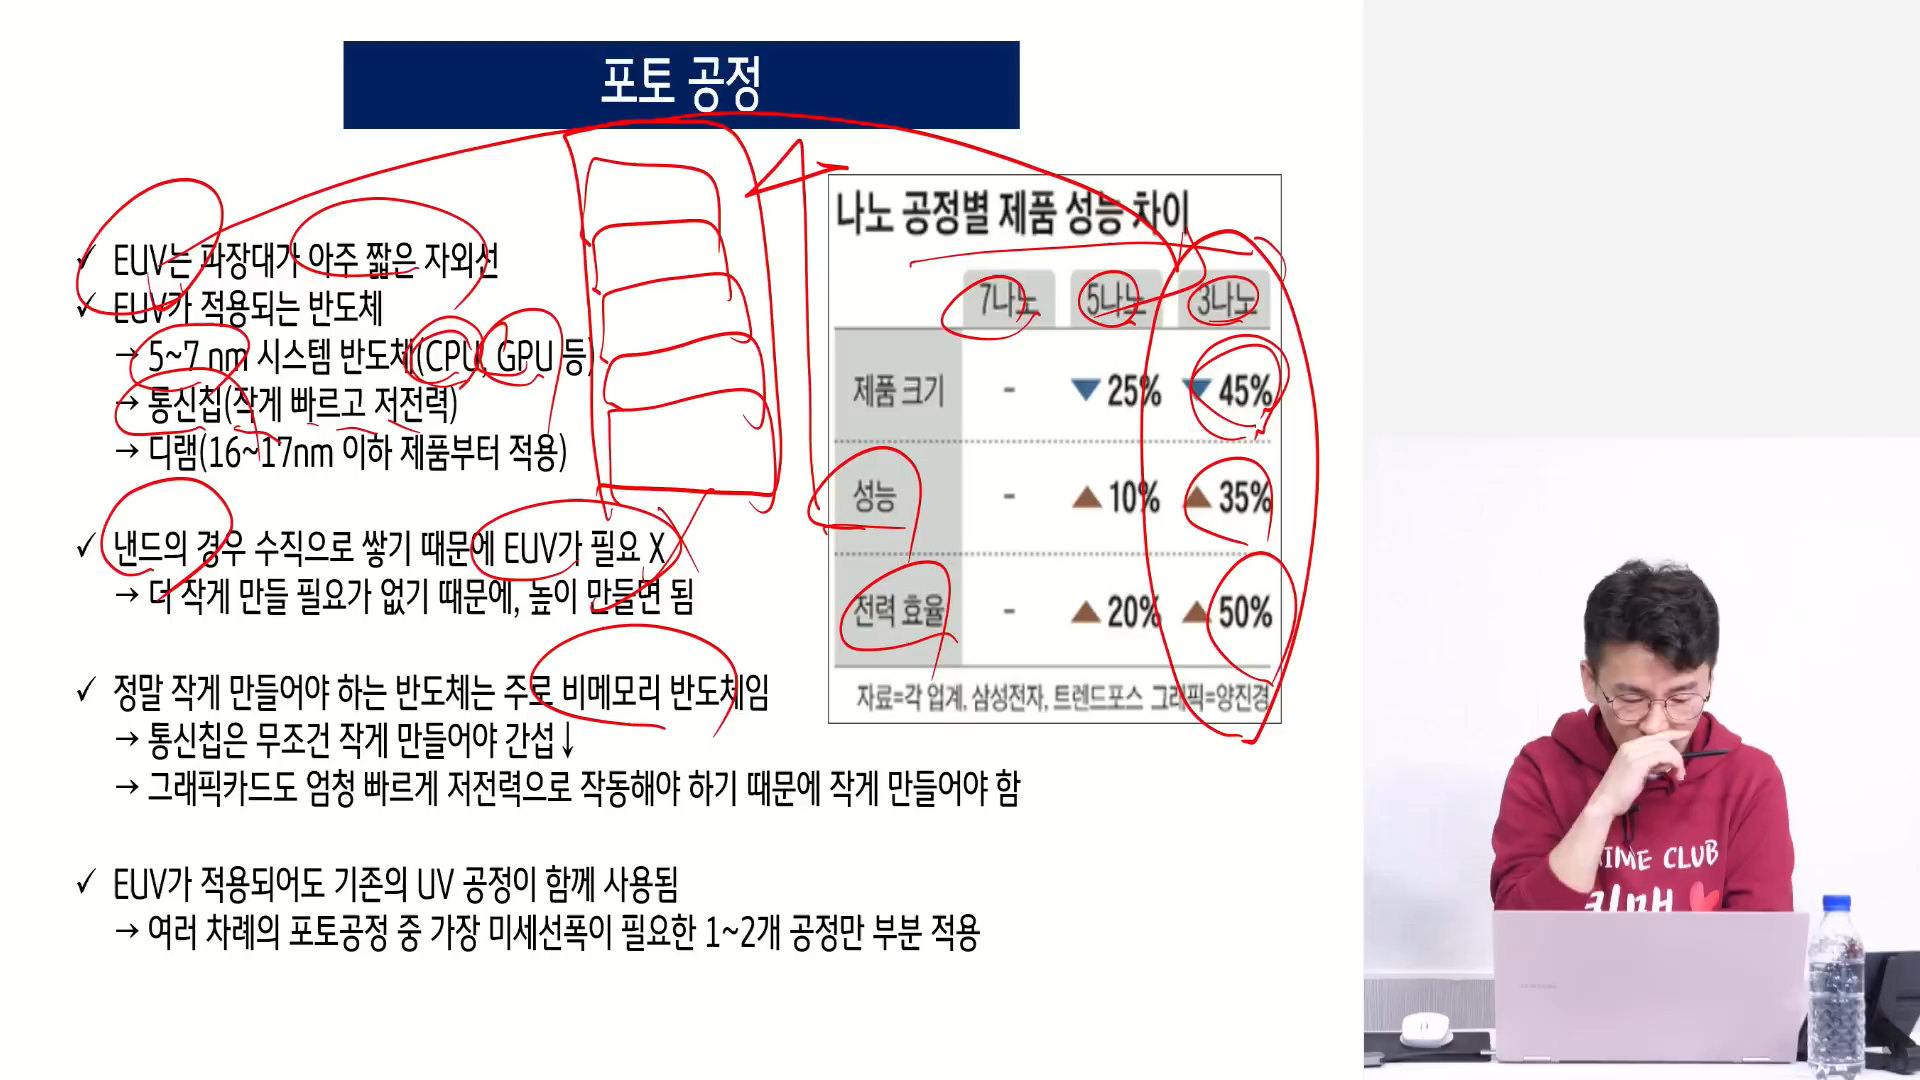 포토 공정
✓ EUV는 파장대가 아주 짧은 자외선
✓ EUV가 적용되는 반도체
→ 5~7 nm 시스템 반도체(CPU, GPU 등)
→ 통신칩(작게 빠르고 저전력)
→ 디램(16~17nm 이하 제품부터 적용)
✓ 낸드의 경우 수직으로 쌓기 때문에 EUV가 필요 X
→ 더 작게 만들 필요가 없기 때문에, 높이 만들면 됨
✓ 정말 작게 만들어야 하는 반도체는 주로 비메모리 반도체임
→ 통신칩은 무조건 작게 만들어야 간섭↓
→ 그래픽카드도 엄청 빠르게 저전력으로 작동해야 하기 때문에 작게 만들어야 함
✓ EUV가 적용되어도 기존의 UV 공정이 함께 사용됨
→ 여러 차례의 포토공정 중 가장 미세선폭이 필요한 1~2개 공정만 부분 적용
나노 공정별 제품 성능 차이
7나노 5나노 3나노
제품 크기 - ▼25% ▼45%
성능 - ▲10% ▲35%
전력 효율 - ▲20% ▲50%
자료=각 업계, 삼성전자, 트렌드포스 그래픽=양진경
CLUB